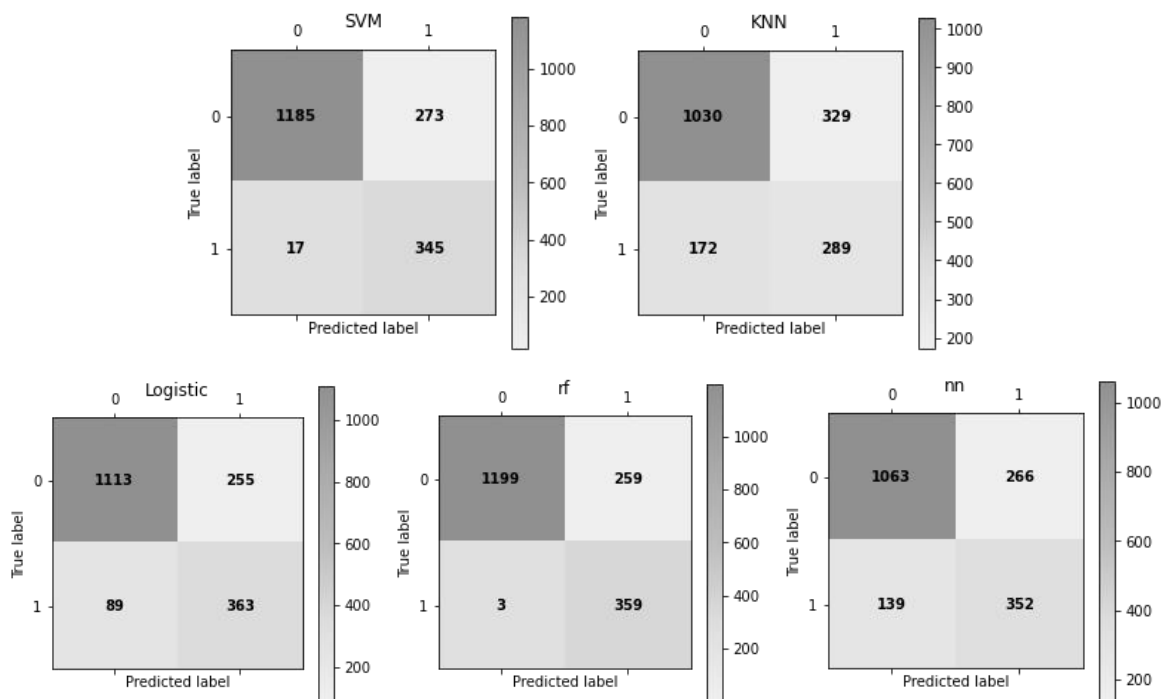 SVM
0 1
0 1185 273
1 17 345
True label
Predicted label
1000
800
600
400
200
KNN
0 1
0 1030 329
1 172 289
True label
Predicted label
1000
900
800
700
600
500
400
300
200
Logistic
0 1
0 1113 255
1 89 363
True label
Predicted label
1000
800
600
400
200
rf
0 1
0 1199 259
1 3 359
True label
Predicted label
1000
800
600
400
200
nn
0 1
0 1063 266
1 139 352
True label
Predicted label
1000
800
600
400
200